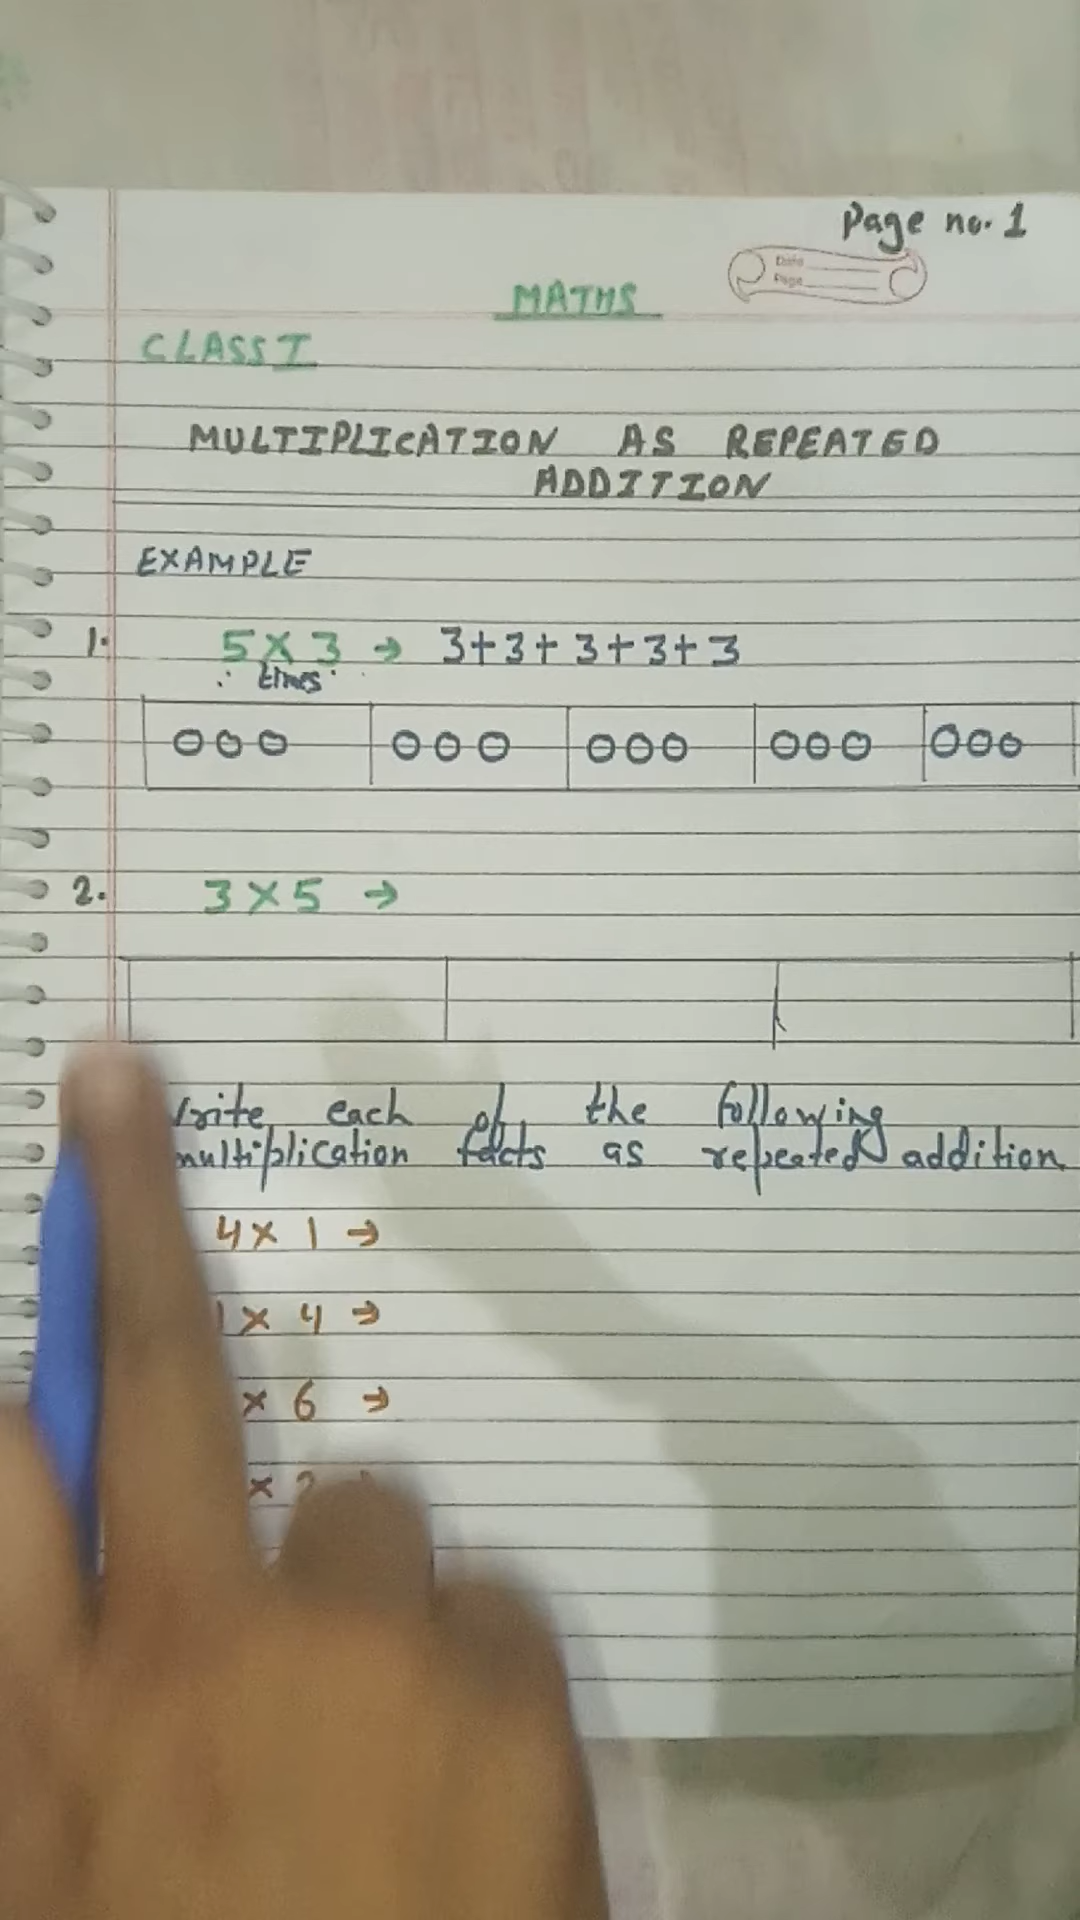 Page no. 1
Date
Page
MATHS
CLASS I
MULTIPLICATION AS REPEATED
ADDITION
EXAMPLE
1. 5 X 3 → 3+3+3+3+3
times
2. 3 X 5 →
each of the following
multiplication facts as repeated addition
4 X 1 →
X 4 →
X 6 →
X